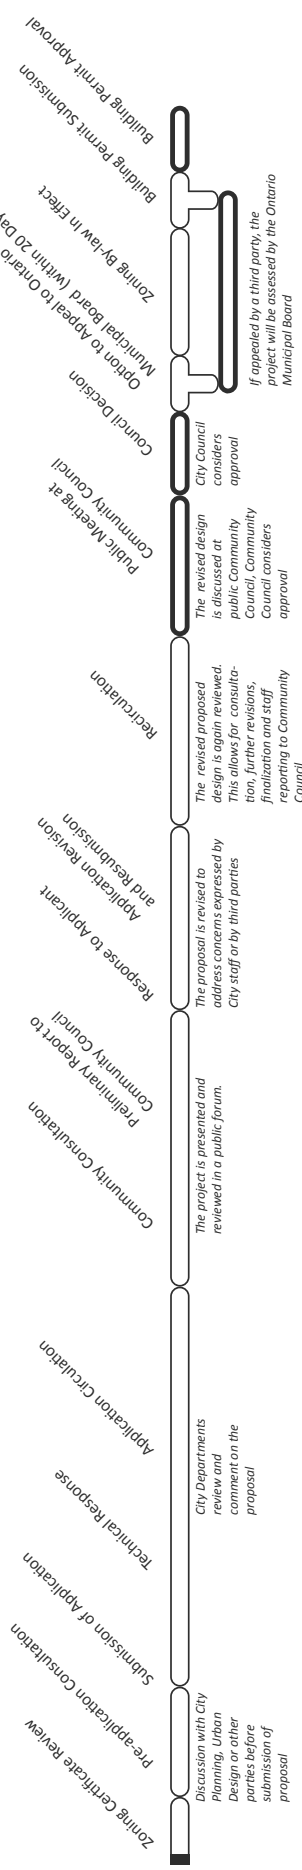 Zoning Certificate Review
Pre-application Consultation
Submission of Application
Technical Response
Application Circulation
Community Consultation
Preliminary Report to
Community Council
Response to Applicant
Application Revision
and Resubmission
Recirculation
Public Meeting at
Community Council
Council Decision
Option to Appeal to Ontario
Municipal Board (within 20 Day
Zoning By-law In Effect
Building Permit Submission
Building Permit Approval
Discussion with City
Planning, Urban
Design or other
parties before
submission of
proposal
City Departments
review and
comment on the
proposal
The project is presented and
reviewed in a public forum.
The proposal is revised to
address concerns expressed by
City staff or by third parties
The revised proposed
design is again reviewed.
This allows for consulta-
tion, further revisions,
finalization and staff
reporting to Community
Council
The revised design
is discussed at
public Community
Council, Community
Council considers
approval
City Council
considers
approval
If appealed by a third party, the
project will be assessed by the Ontario
Municipal Board